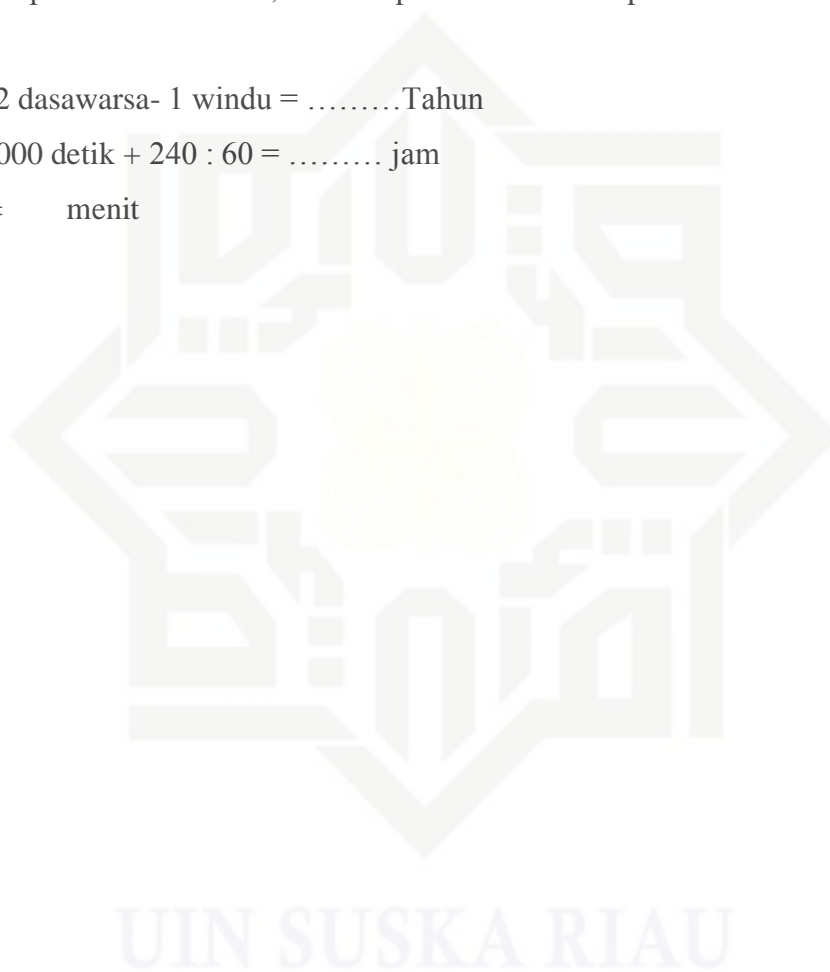 2 dasawarsa- 1 windu = ………Tahun
000 detik + 240 : 60 = ……… jam
= menit
UIN SUSKA RIAU